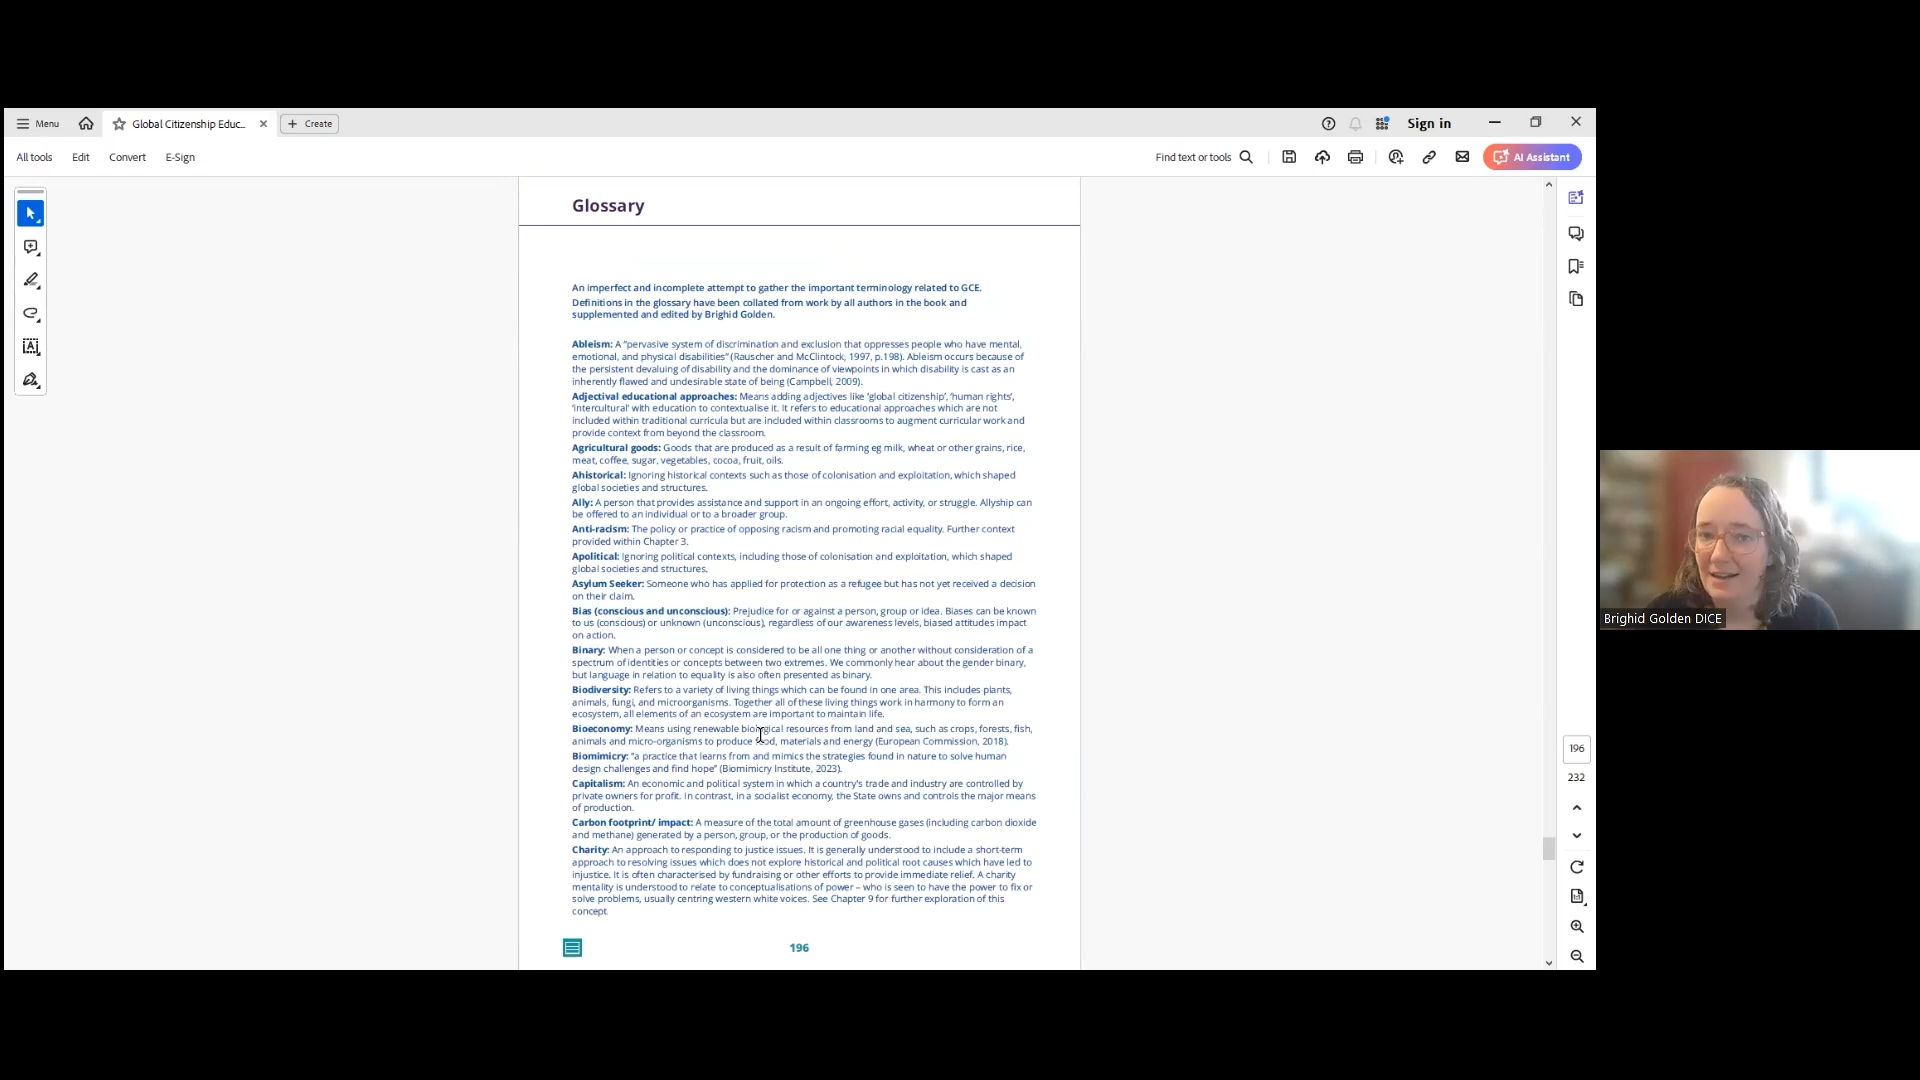 Menu
Global Citizenship Educ...
Create
Sign in
All tools
Edit
Convert
E-Sign
Find text or tools
AI Assistant
Glossary
An imperfect and incomplete attempt to gather the important terminology related to GCE.
Definitions in the glossary have been collated from work by all authors in the book and
supplemented and edited by Brighid Golden.
Ableism: A “pervasive system of discrimination and exclusion that oppresses people who have mental,
emotional, and physical disabilities” (Rauscher and McClintock, 1997, p.198). Ableism occurs because of
the persistent devaluing of disability and the dominance of viewpoints in which disability is cast as an
inherently flawed and undesirable state of being (Campbell, 2009).
Adjectival educational approaches: Means adding adjectives like ‘global citizenship’, ‘human rights’,
‘intercultural’ with education to contextualise it. It refers to educational approaches which are not
included within traditional curricula but are included within classrooms to augment curricular work and
provide context from beyond the classroom.
Agricultural goods: Goods that are produced as a result of farming eg milk, wheat or other grains, rice,
meat, coffee, sugar, vegetables, cocoa, fruit, oils.
Ahistorical: Ignoring historical contexts such as those of colonisation and exploitation, which shaped
global societies and structures.
Ally: A person that provides assistance and support in an ongoing effort, activity, or struggle. Allyship can
be offered to an individual or to a broader group.
Anti-racism: The policy or practice of opposing racism and promoting racial equality. Further context
provided within Chapter 3.
Apolitical: Ignoring political contexts, including those of colonisation and exploitation, which shaped
global societies and structures.
Asylum Seeker: Someone who has applied for protection as a refugee but has not yet received a decision
on their claim.
Bias (conscious and unconscious): Prejudice for or against a person, group or idea. Biases can be known
to us (conscious) or unknown (unconscious), regardless of our awareness levels, biased attitudes impact
on action.
Binary: When a person or concept is considered to be all one thing or another without consideration of a
spectrum of identities or concepts between two extremes. We commonly hear about the gender binary,
but language in relation to equality is also often presented as binary.
Biodiversity: Refers to a variety of living things which can be found in one area. This includes plants,
animals, fungi, and microorganisms. Together all of these living things work in harmony to form an
ecosystem, all elements of an ecosystem are important to maintain life.
Bioeconomy: Means using renewable biological resources from land and sea, such as crops, forests, fish,
animals and micro-organisms to produce food, materials and energy (European Commission, 2018).
Biomimicry: “a practice that learns from and mimics the strategies found in nature to solve human
design challenges and find hope” (Biomimicry Institute, 2023).
Capitalism: An economic and political system in which a country's trade and industry are controlled by
private owners for profit. In contrast, in a socialist economy, the State owns and controls the major means
of production.
Carbon footprint/ impact: A measure of the total amount of greenhouse gases (including carbon dioxide
and methane) generated by a person, group, or the production of goods.
Charity: An approach to responding to justice issues. It is generally understood to include a short-term
approach to resolving issues which does not explore historical and political root causes which have led to
injustice. It is often characterised by fundraising or other efforts to provide immediate relief. A charity
mentality is understood to relate to conceptualisations of power – who is seen to have the power to fix or
solve problems, usually centring western white voices. See Chapter 9 for further exploration of this
concept.
196
196
232
Brighid Golden DICE